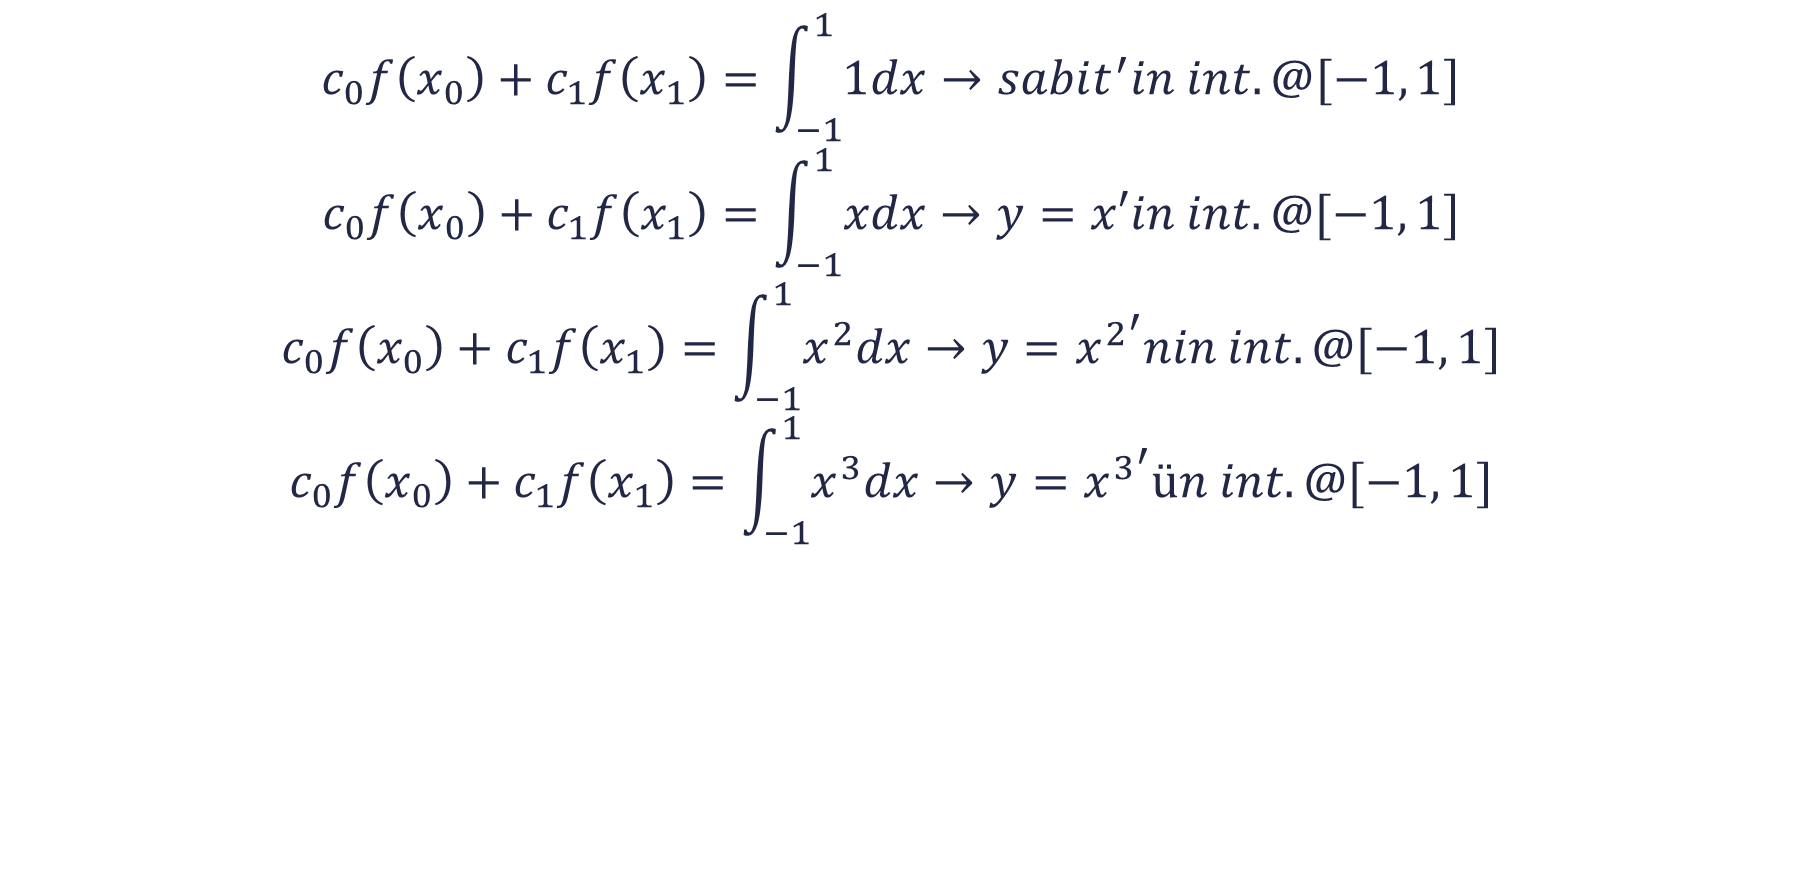 c₀f(x₀) + c₁f(x₁) = ∫₋₁¹ 1dx → sabit′in int. @[−1, 1]
c₀f(x₀) + c₁f(x₁) = ∫₋₁¹ xdx → y = x′in int. @[−1, 1]
c₀f(x₀) + c₁f(x₁) = ∫₋₁¹ x²dx → y = x²′nin int. @[−1, 1]
c₀f(x₀) + c₁f(x₁) = ∫₋₁¹ x³dx → y = x³′ün int. @[−1, 1]